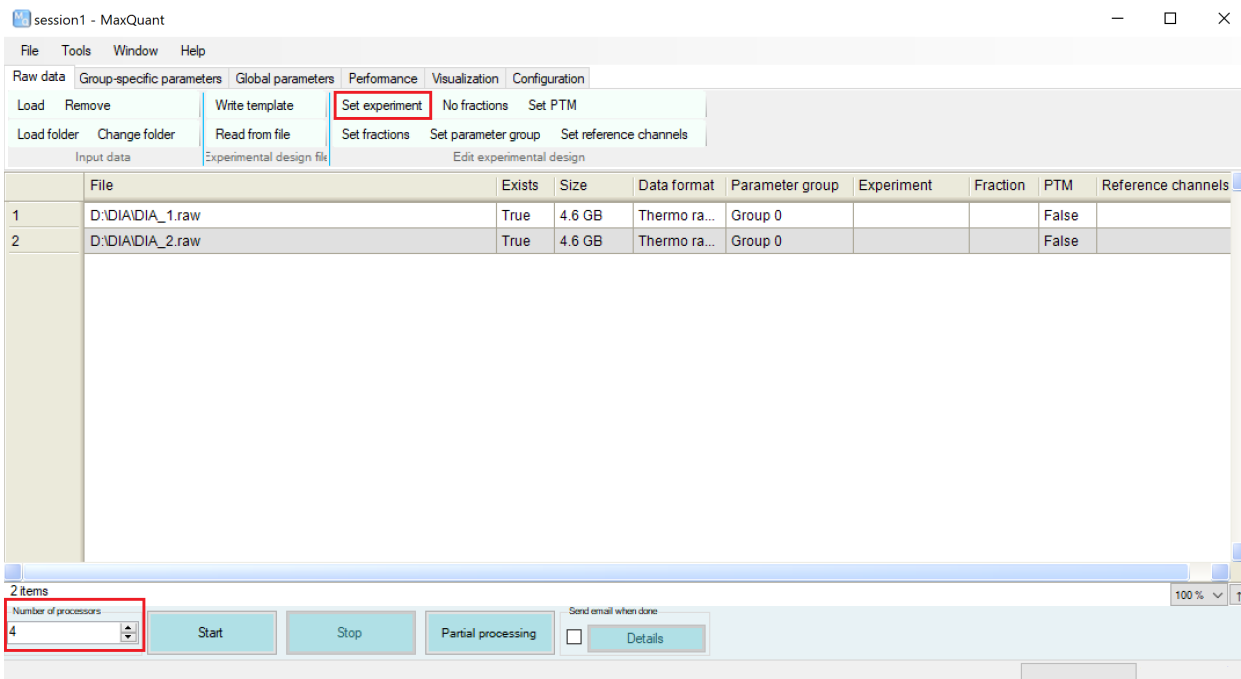 session1 - MaxQuant
File Tools Window Help
Raw data Group-specific parameters Global parameters Performance Visualization Configuration
Load Remove Write template Set experiment No fractions Set PTM
Load folder Change folder Read from file Set fractions Set parameter group Set reference channels
Input data Experimental design file Edit experimental design
File Exists Size Data format Parameter group Experiment Fraction PTM Reference channels
1 D:\DIA\DIA_1.raw True 4.6 GB Thermo ra... Group 0 False
2 D:\DIA\DIA_2.raw True 4.6 GB Thermo ra... Group 0 False
2 items
100 %
Number of processors Send email when done
4 Start Stop Partial processing Details